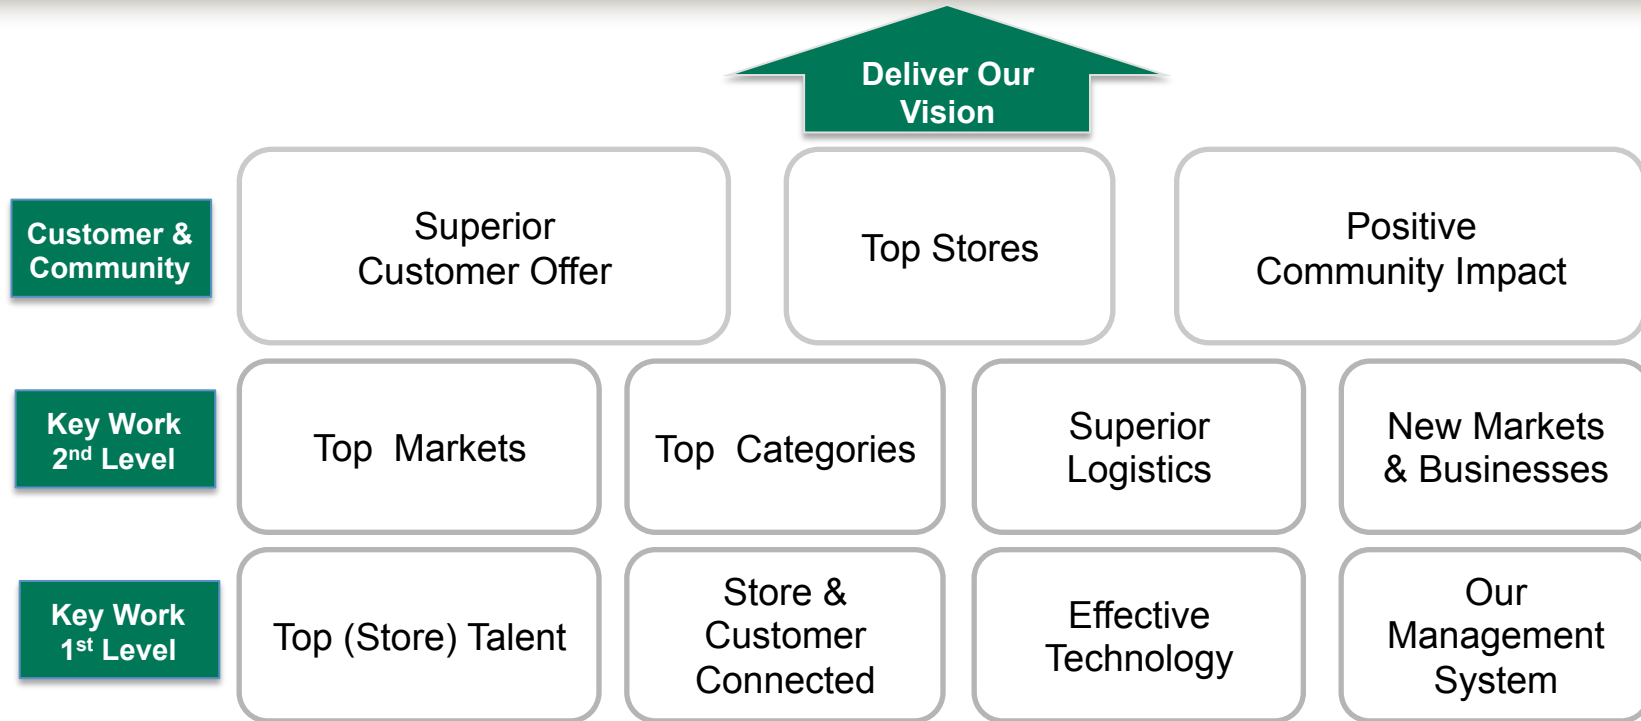 Deliver Our
Vision
Customer &
Community
Superior
Customer Offer
Top Stores
Positive
Community Impact
Key Work
2nd Level
Top Markets
Top Categories
Superior
Logistics
New Markets
& Businesses
Key Work
1st Level
Top (Store) Talent
Store &
Customer
Connected
Effective
Technology
Our
Management
System